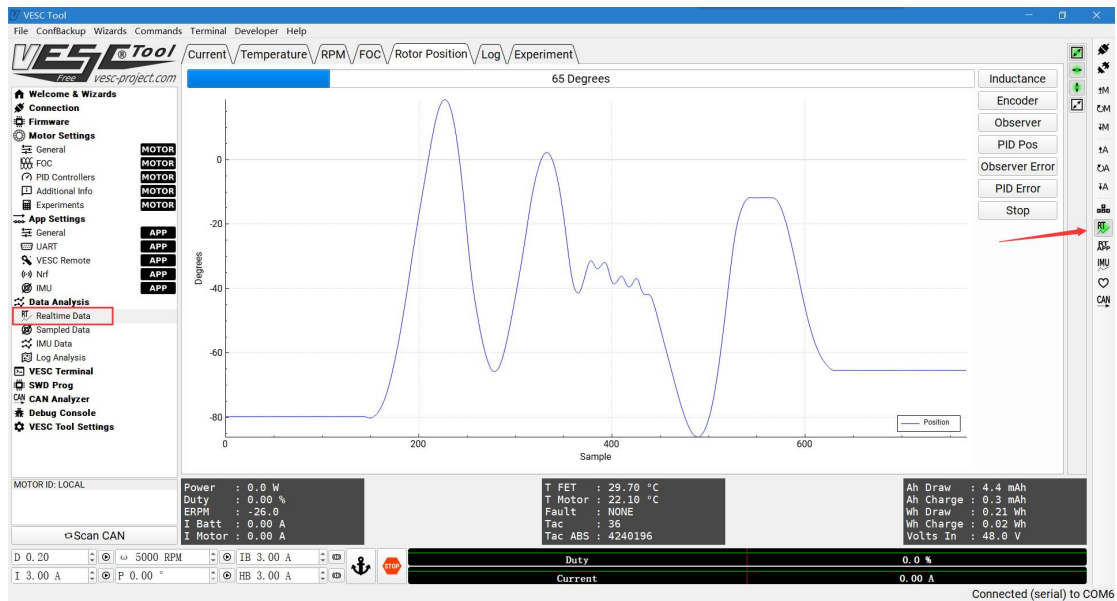 VESC Tool
File ConfBackup Wizards Commands Terminal Developer Help
VESC ® Tool
Free vesc-project.com
Welcome & Wizards
Connection
Firmware
Motor Settings
General MOTOR
FOC MOTOR
PID Controllers MOTOR
Additional Info MOTOR
Experiments MOTOR
App Settings
General APP
UART APP
VESC Remote APP
Nrf APP
IMU APP
Data Analysis
RT Realtime Data
Sampled Data
IMU Data
Log Analysis
VESC Terminal
SWD Prog
CAN CAN Analyzer
Debug Console
VESC Tool Settings
MOTOR ID: LOCAL
Scan CAN
Current Temperature RPM FOC Rotor Position Log Experiment
65 Degrees
Inductance
Encoder
Observer
PID Pos
Observer Error
PID Error
Stop
Degrees
0
-20
-40
-60
-80
0 200 400 600
Sample
Position
M
M
M
A
A
A
RT
RT APP
IMU
CAN
Power : 0.0 W
Duty : 0.00 %
ERPM : -26.0
I Batt : 0.00 A
I Motor : 0.00 A
T FET : 29.70 °C
T Motor : 22.10 °C
Fault : NONE
Tac : 36
Tac ABS : 4240196
Ah Draw : 4.4 mAh
Ah Charge : 0.3 mAh
Wh Draw : 0.21 Wh
Wh Charge : 0.02 Wh
Volts In : 48.0 V
D 0.20 ω 5000 RPM IB 3.00 A
I 3.00 A P 0.00 ° HB 3.00 A
STOP
Duty 0.0 %
Current 0.00 A
Connected (serial) to COM6